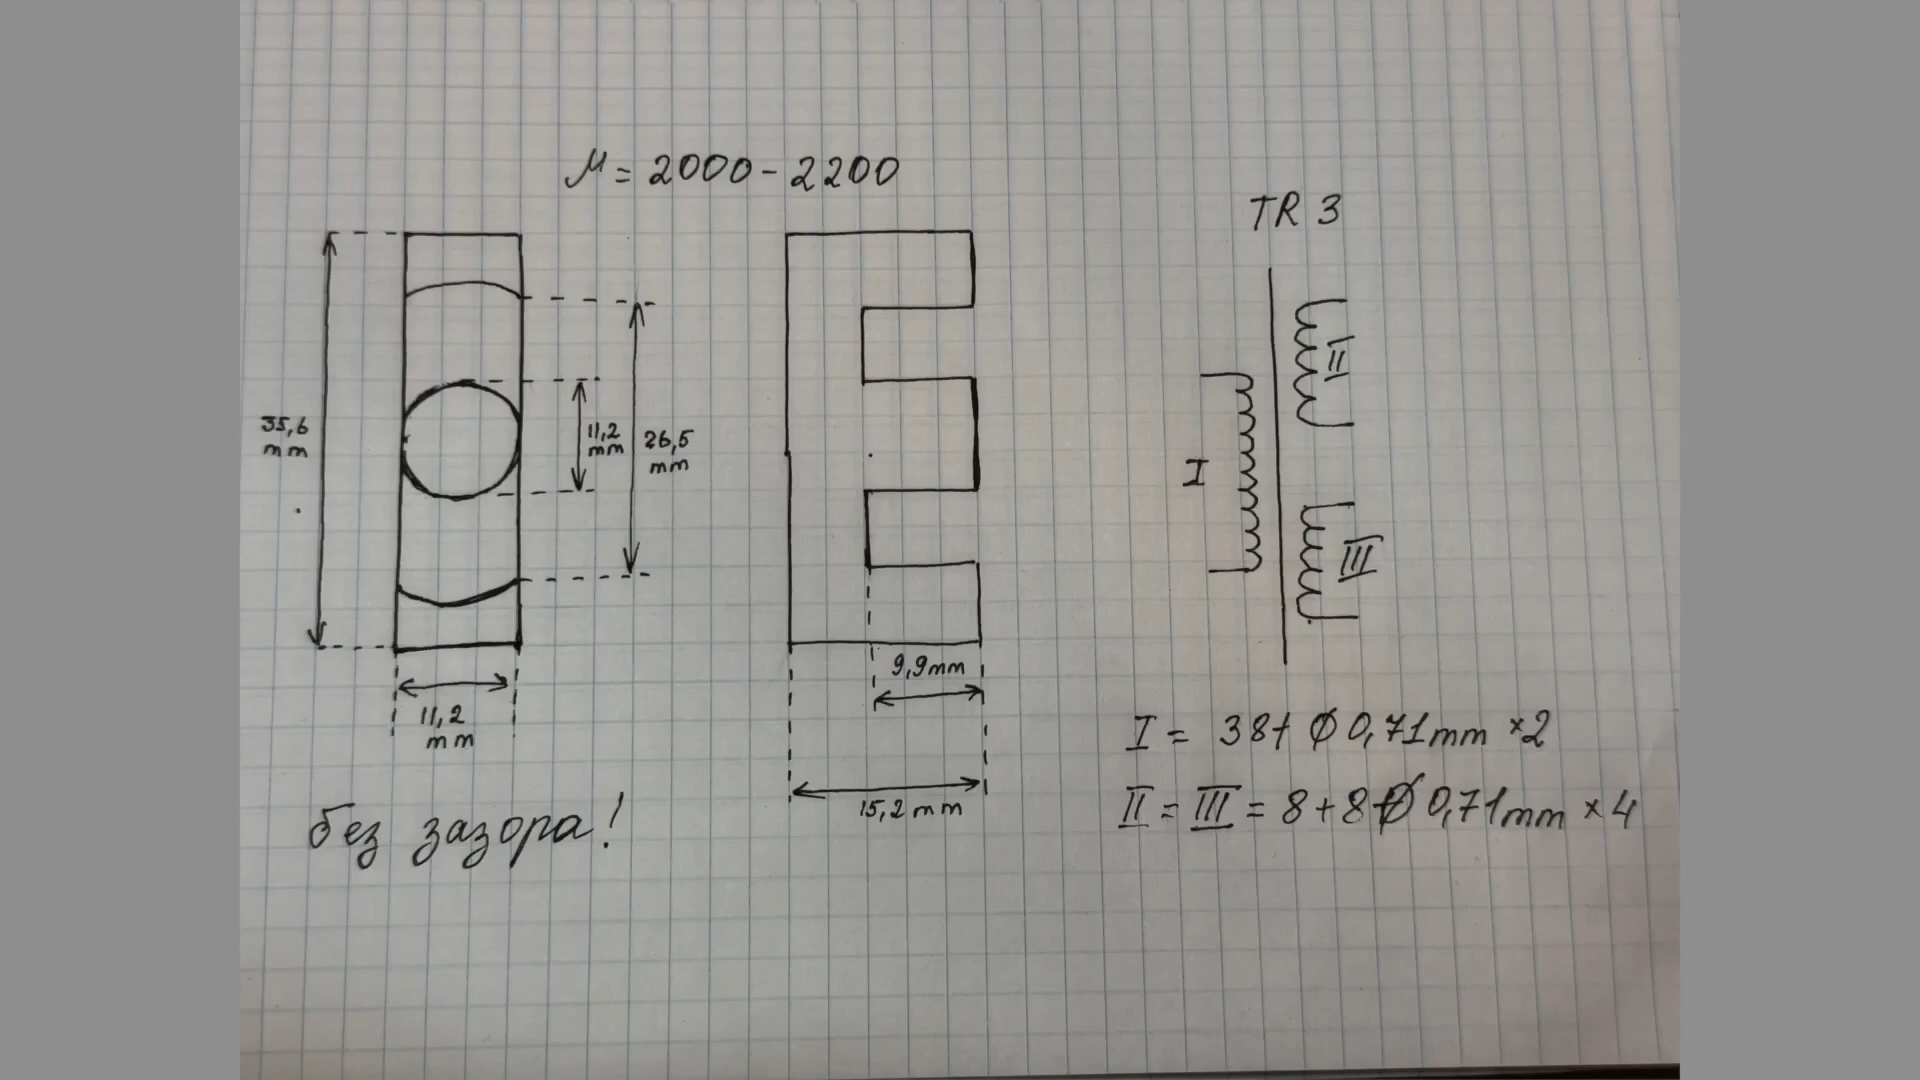 μ = 2000 - 2200
TR 3
II
I
III
35,6
mm
11,2
mm
26,5
mm
11,2
mm
9,9mm
15,2mm
I = 38t Ø 0,71mm ×2
II = III = 8+8 Ø 0,71mm ×4
без зазора!